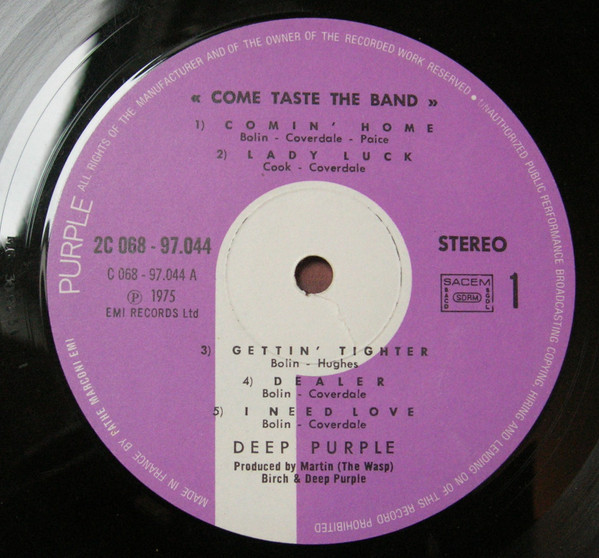 ALL RIGHTS OF THE MANUFACTURER AND OF THE OWNER OF THE RECORDED WORK RESERVED • UNAUTHORIZED PUBLIC PERFORMANCE BROADCASTING COPYING, HIRING AND LENDING ON OF THIS RECORD PROHIBITED
« COME TASTE THE BAND »
1) COMIN' HOME
Bolin - Coverdale - Paice
2) LADY LUCK
Cook - Coverdale
PURPLE
2C 068 - 97.044
C 068 - 97.044 A
Ⓟ 1975
EMI RECORDS Ltd
STEREO
SACEM
SACD
SDRM
SGDL
1
3) GETTIN' TIGHTER
Bolin - Hughes
4) DEALER
Bolin - Coverdale
5) I NEED LOVE
Bolin - Coverdale
DEEP PURPLE
Produced by Martin (The Wasp)
Birch & Deep Purple
MADE IN FRANCE BY PATHE MARCONI EMI